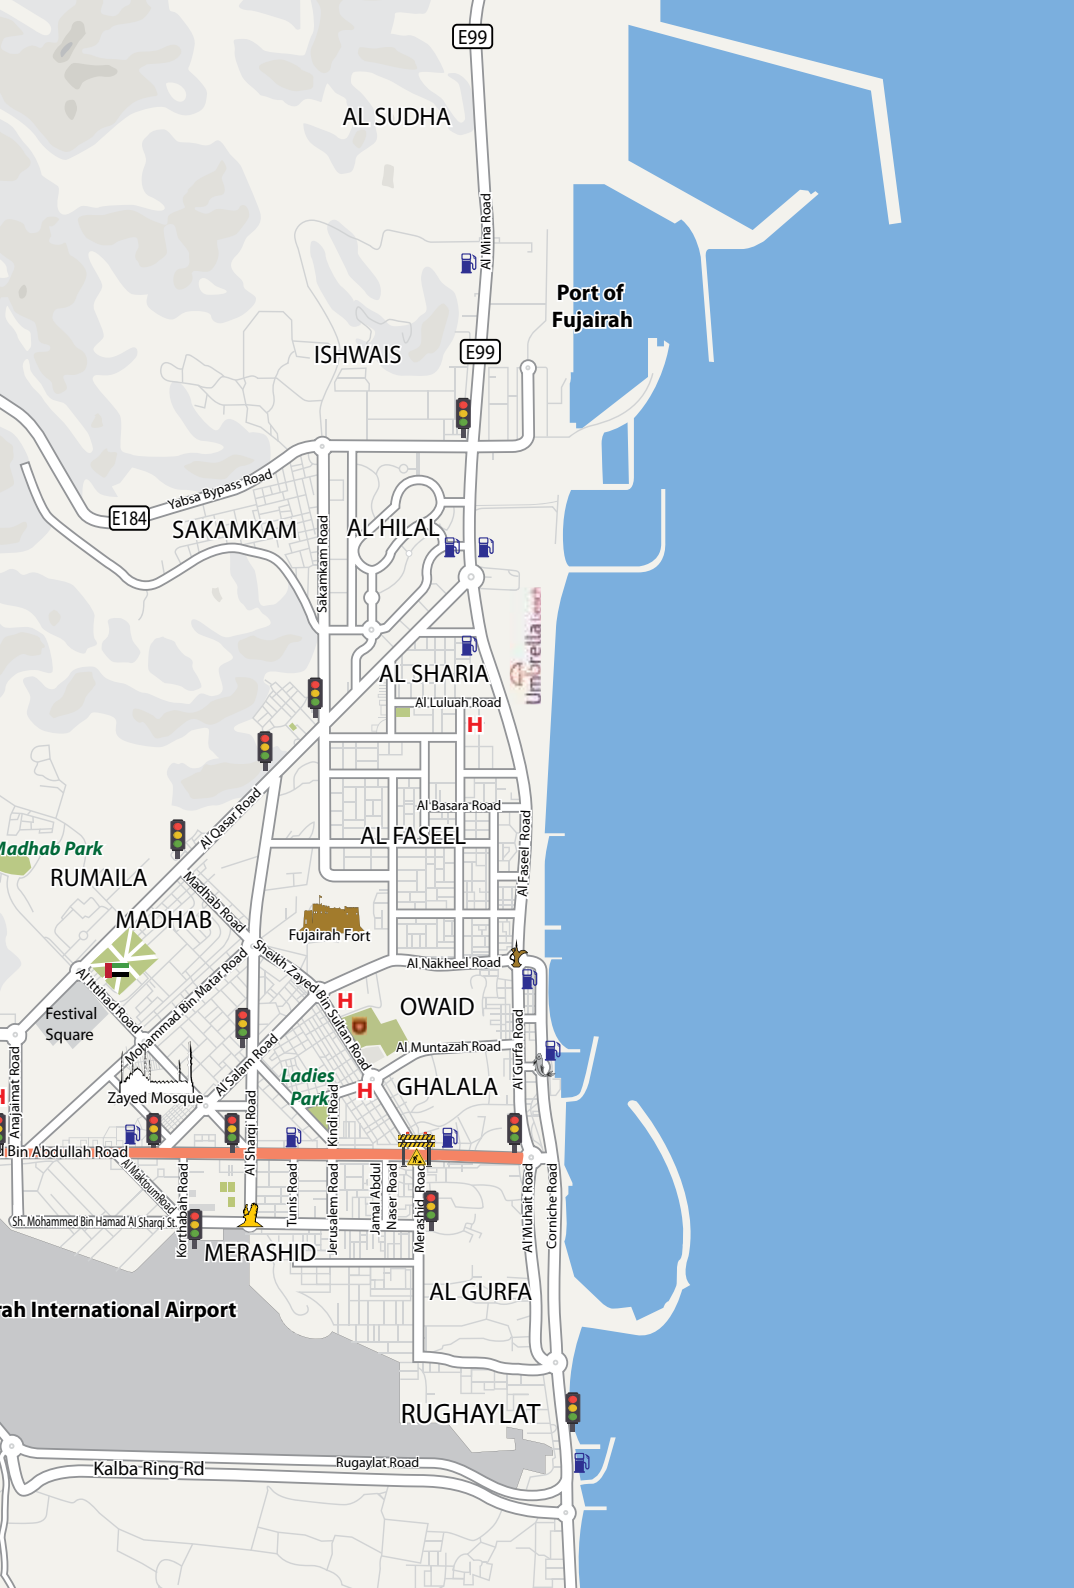 E99
AL SUDHA
Al Mina Road
Port of
Fujairah
E99
ISHWAIS
Yabsa Bypass Road
E184
SAKAMKAM
AL HILAL
Sakamkam Road
Umbrella beach
AL SHARIA
Al Luluah Road
H
Al Qasar Road
Al Basara Road
AL FASEEL
Al Faseel Road
Madhab Park
RUMAILA
Madhab Road
MADHAB
Fujairah Fort
Sheikh Zayed Bin Sultan Road
Al Nakheel Road
Al Ittihad Road
Mohammad Bin Matar Road
H
OWAID
Festival
Square
Al Gurfa Road
Al Muntazah Road
Al Salam Road
Anajaimat Road
Ladies
Park
GHALALA
H
H
Zayed Mosque
Kindi Road
Al Sharqi Road
Bin Abdullah Road
Al Maktoum Road
Korthabah Road
Tunis Road
Jerusalem Road
Jamal Abdul
Naser Road
Merashid Road
Al Muhait Road
Corniche Road
Sh. Mohammed Bin Hamad Al Sharqi St.
MERASHID
AL GURFA
rah International Airport
RUGHAYLAT
Rugaylat Road
Kalba Ring Rd